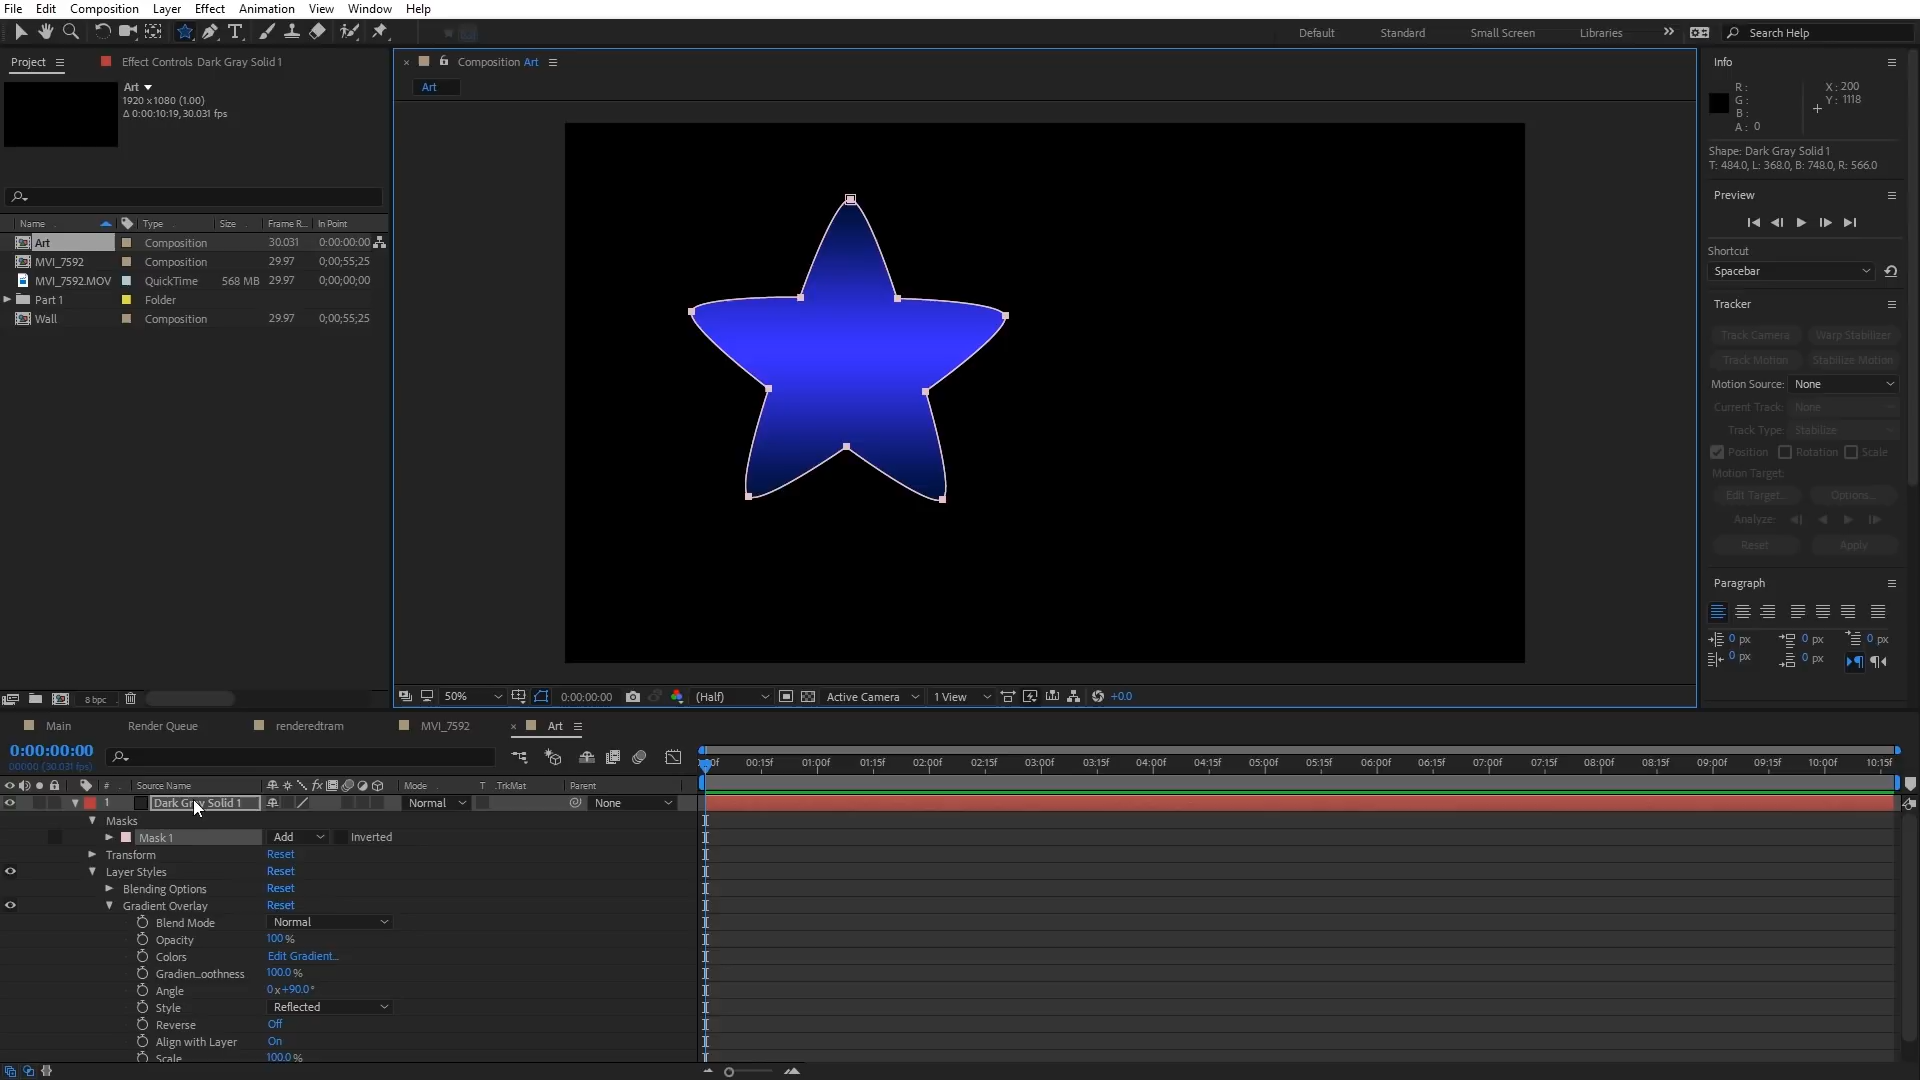 File Edit Composition Layer Effect Animation View Window Help
Default Standard Small Screen Libraries Search Help
Project Effect Controls Dark Gray Solid 1
Art
1920 x 1080 (1.00)
Δ 0:00:10:19, 30.031 fps
Name Type Size Frame R... In Point
Art Composition 30.031 0:00:00:00
MVI_7592 Composition 29.97 0;00;55;25
MVI_7592.MOV QuickTime 568 MB 29.97 0;00;00;00
Part 1 Folder
Wall Composition 29.97 0;00;55;25
8 bpc
Composition Art
Art
50% 0:00:00:00 (Half) Active Camera 1 View +0.0
Info
R :
G :
B :
A : 0
X : 200
Y : 1118
Shape: Dark Gray Solid 1
T: 484.0, L: 368.0, B: 748.0, R: 566.0
Preview
Shortcut
Spacebar
Tracker
Track Camera Warp Stabilizer
Track Motion Stabilize Motion
Motion Source: None
Current Track: None
Track Type: Stabilize
Position Rotation Scale
Motion Target:
Edit Target... Options...
Analyze:
Reset Apply
Paragraph
0 px 0 px 0 px
0 px 0 px
Main Render Queue renderedtram MVI_7592 Art
0:00:00:00
00000 (30.031 fps)
:00f 00:15f 01:00f 01:15f 02:00f 02:15f 03:00f 03:15f 04:00f 04:15f 05:00f 05:15f 06:00f 06:15f 07:00f 07:15f 08:00f 08:15f 09:00f 09:15f 10:00f 10:15f
# Source Name Mode T .TrkMat Parent
1 Dark Gray Solid 1 Normal None
Masks
Mask 1 Add Inverted
Transform Reset
Layer Styles Reset
Blending Options Reset
Gradient Overlay Reset
Blend Mode Normal
Opacity 100 %
Colors Edit Gradient...
Gradien...oothness 100.0 %
Angle 0 x +90.0 °
Style Reflected
Reverse Off
Align with Layer On
Scale 100.0 %